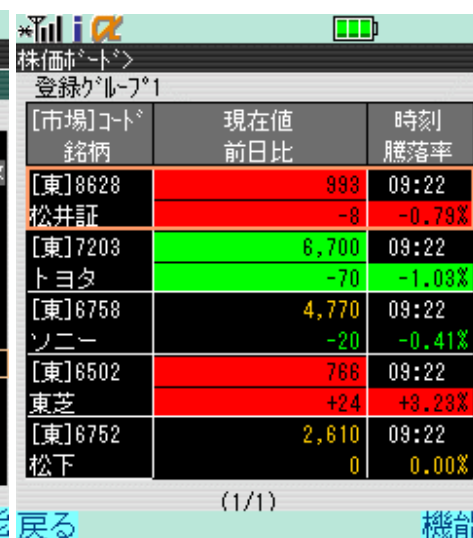 株価ボード>
登録グループ1
[市場]コード 現在値 時刻
銘柄 前日比 騰落率
[東]8628 993 09:22
松井証 -8 -0.79%
[東]7203 6,700 09:22
トヨタ -70 -1.03%
[東]6758 4,770 09:22
ソニー -20 -0.41%
[東]6502 766 09:22
東芝 +24 +3.23%
[東]6752 2,610 09:22
松下 0 0.00%
(1/1)
戻る 機能